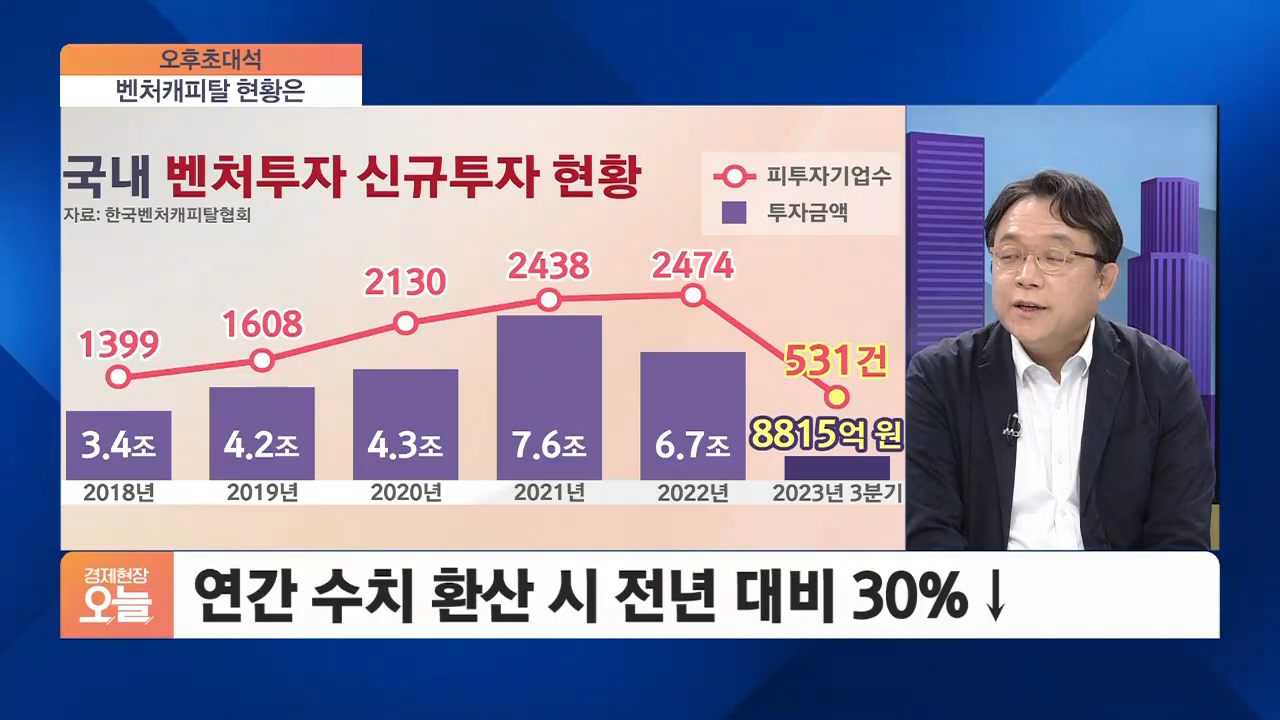 오후초대석
벤처캐피탈 현황은
국내 벤처투자 신규투자 현황
자료: 한국벤처캐피탈협회
피투자기업수
투자금액
1399
1608
2130
2438
2474
531건
3.4조
4.2조
4.3조
7.6조
6.7조
8815억 원
2018년
2019년
2020년
2021년
2022년
2023년 3분기
경제현장
오늘
연간 수치 환산 시 전년 대비 30%↓